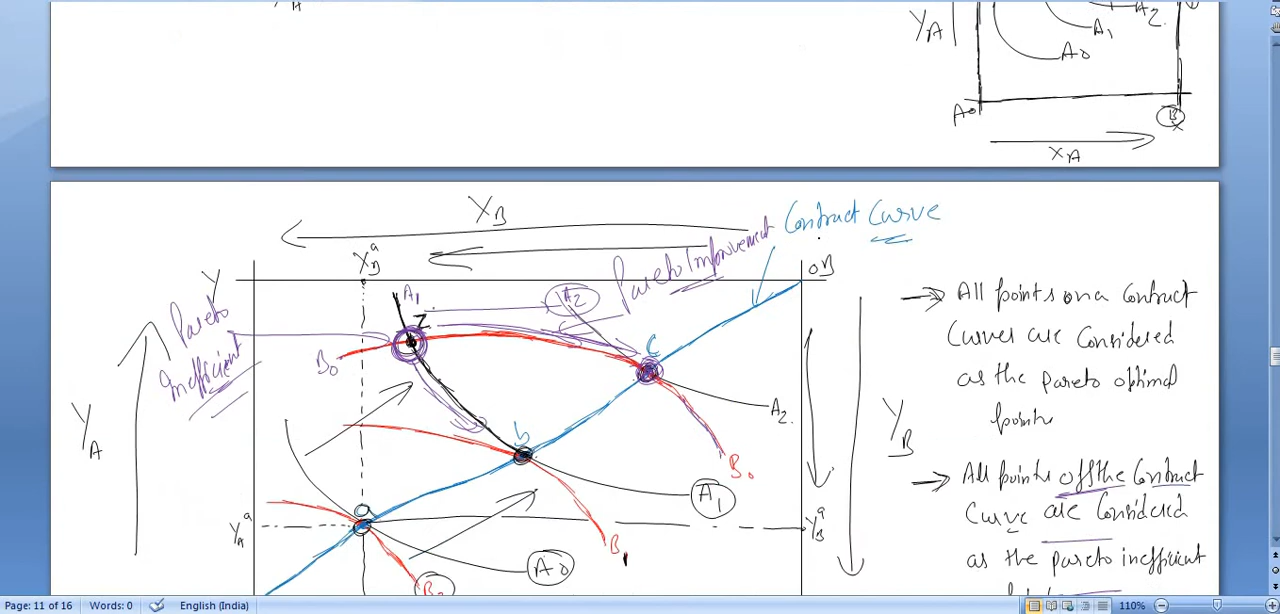 YA
A2
A1
A0
A0
B
x
XA
XB
Contract Curve
XBa
OB
Y
Pareto Improvement
A1
A2
Z
C
Pareto
inefficient
B0
A2
YA
YB
b
B0
A1
a
YAa
YBa
B1
A0
→ All points on a Contract
Curves are Considered
as the pareto optimal
points
→ All points off the Contract
Curve are Considered
as the pareto inefficient
Page: 11 of 16
Words: 0
English (India)
110%